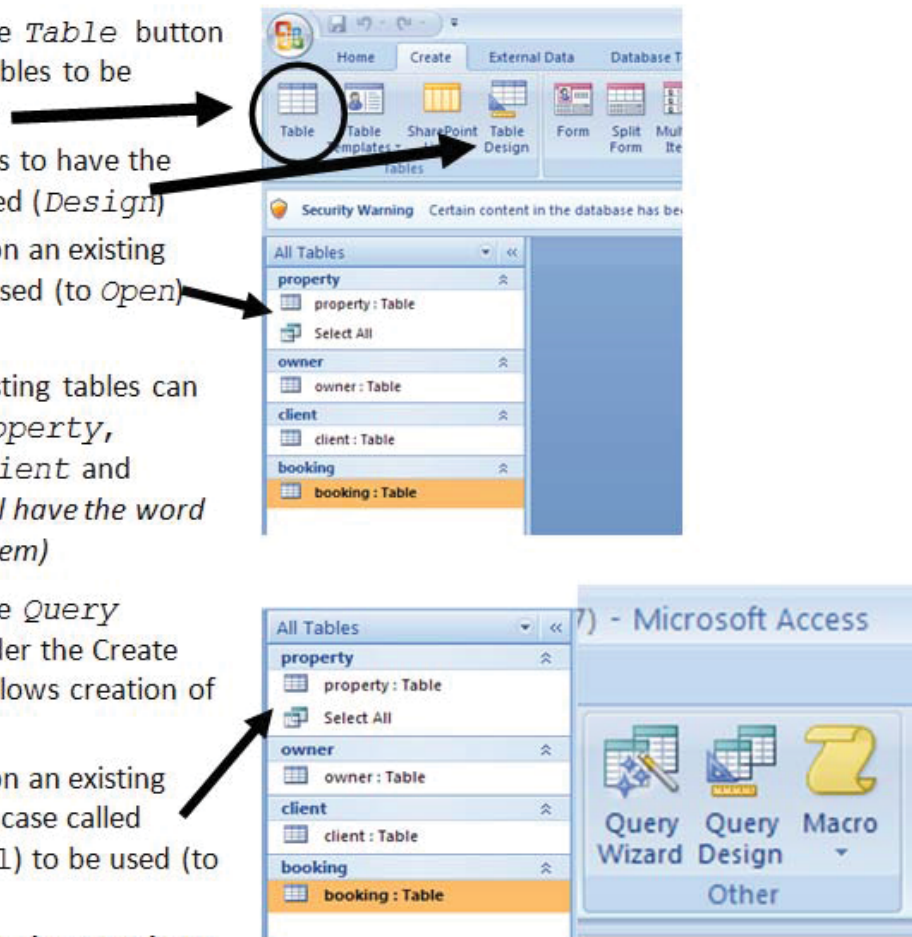 e Table button
bles to be
s to have the
ed (Design)
on an existing
sed (to Open)
sting tables can
operty,
ient and
l have the word
em)
e Query
der the Create
llows creation of
on an existing
case called
l) to be used (to
Home Create External Data Database T
Table Table Templates SharePoint Table Design Form Split Form Mul Ite
Tables
Security Warning Certain content in the database has be
All Tables
property
property : Table
Select All
owner
owner : Table
client
client : Table
booking
booking : Table
7) - Microsoft Access
All Tables
property
property : Table
Select All
owner
owner : Table
client
client : Table
booking
booking : Table
Query Wizard Query Design Macro
Other